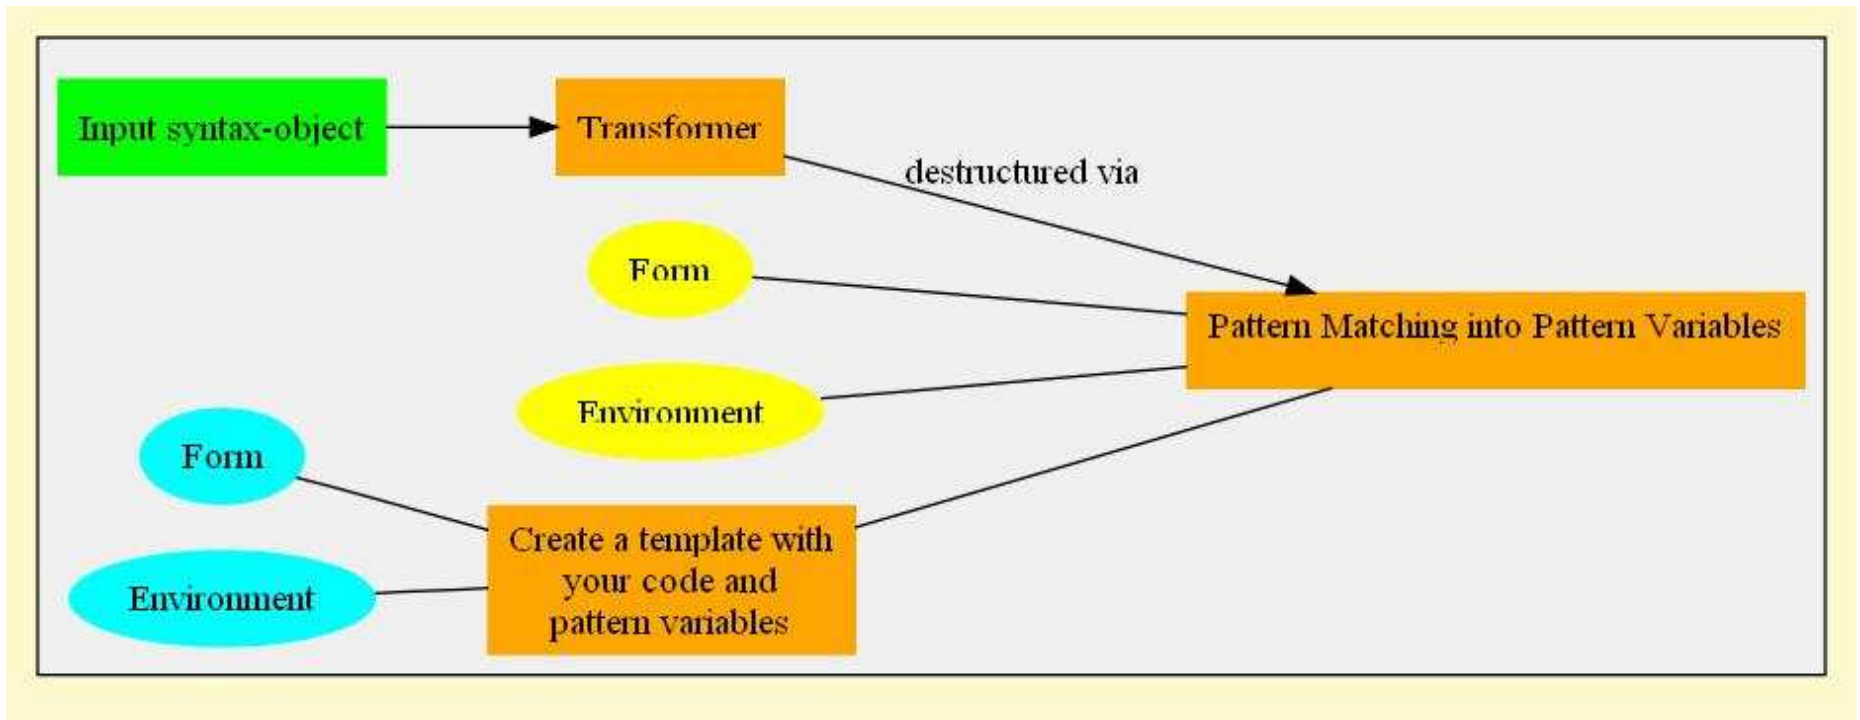 Input syntax-object
Transformer
destructured via
Form
Pattern Matching into Pattern Variables
Environment
Form
Create a template with
your code and
pattern variables
Environment